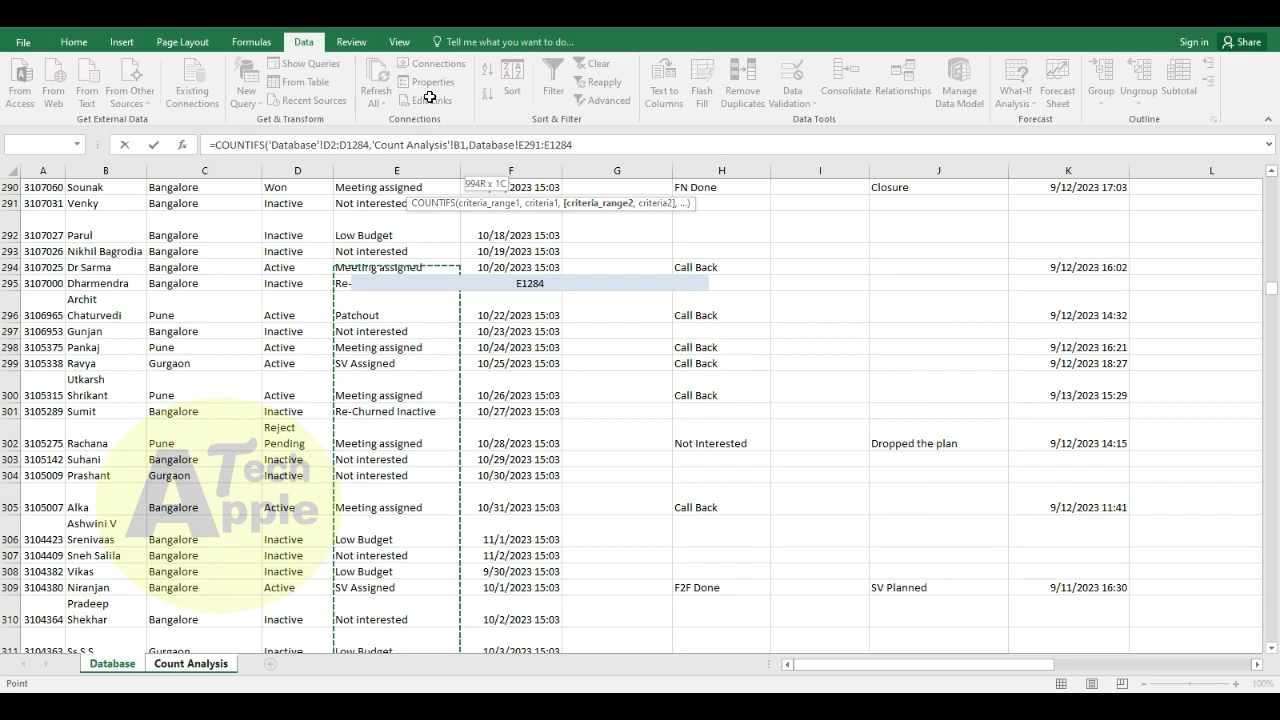 File Home Insert Page Layout Formulas Data Review View Tell me what you want to do... Sign in Share
From Access From Web From Text From Other Sources Existing Connections New Query Show Queries From Table Recent Sources Refresh All Connections Properties Sort Filter Clear Reapply Advanced Text to Columns Flash Fill Remove Duplicates Data Validation Consolidate Relationships Manage Data Model What-If Analysis Forecast Sheet Group Ungroup Subtotal
Get External Data Get & Transform Connections Sort & Filter Data Tools Forecast Outline
=COUNTIFS('Database'!D2:D1284,'Count Analysis'!B1,Database!E291:E1284
A B C D E F G H I J K L
994R x 1C
290 3107060 Sounak Bangalore Won Meeting assigned 15:03 FN Done Closure 9/12/2023 17:03
291 3107031 Venky Bangalore Inactive Not interested
COUNTIFS(criteria_range1, criteria1, [criteria_range2, criteria2], ...)
292 3107027 Parul Bangalore Inactive Low Budget 10/18/2023 15:03
293 3107026 Nikhil Bagrodia Bangalore Inactive Not interested 10/19/2023 15:03
294 3107025 Dr Sarma Bangalore Active Meeting assigned 10/20/2023 15:03 Call Back 9/12/2023 16:02
295 3107000 Dharmendra Bangalore Inactive Re- E1284
296 3106965 Archit Chaturvedi Pune Active Patchout 10/22/2023 15:03 Call Back 9/12/2023 14:32
297 3106953 Gunjan Bangalore Inactive Not interested 10/23/2023 15:03
298 3105375 Pankaj Pune Active Meeting assigned 10/24/2023 15:03 Call Back 9/12/2023 16:21
299 3105338 Ravya Gurgaon Active SV Assigned 10/25/2023 15:03 Call Back 9/12/2023 18:27
300 3105315 Utkarsh Shrikant Pune Active Meeting assigned 10/26/2023 15:03 Call Back 9/13/2023 15:29
301 3105289 Sumit Bangalore Inactive Re-Churned Inactive 10/27/2023 15:03
302 3105275 Rachana Pune Reject Pending Meeting assigned 10/28/2023 15:03 Not Interested Dropped the plan 9/12/2023 14:15
303 3105142 Suhani Bangalore Inactive Not interested 10/29/2023 15:03
304 3105009 Prashant Gurgaon Inactive Not interested 10/30/2023 15:03
305 3105007 Alka Bangalore Active Meeting assigned 10/31/2023 15:03 Call Back 9/12/2023 11:41
306 3104423 Ashwini V Srenivaas Bangalore Inactive Low Budget 11/1/2023 15:03
307 3104409 Sneh Salila Bangalore Inactive Not interested 11/2/2023 15:03
308 3104382 Vikas Bangalore Inactive Low Budget 9/30/2023 15:03
309 3104380 Niranjan Bangalore Active SV Assigned 10/1/2023 15:03 F2F Done SV Planned 9/11/2023 16:30
310 3104364 Pradeep Shekhar Bangalore Inactive Not interested 10/2/2023 15:03
311 3104363 Ss S S Gurgaon Inactive Low Budget 10/3/2023 15:03
A Tech Apple
Database Count Analysis
Point 100%